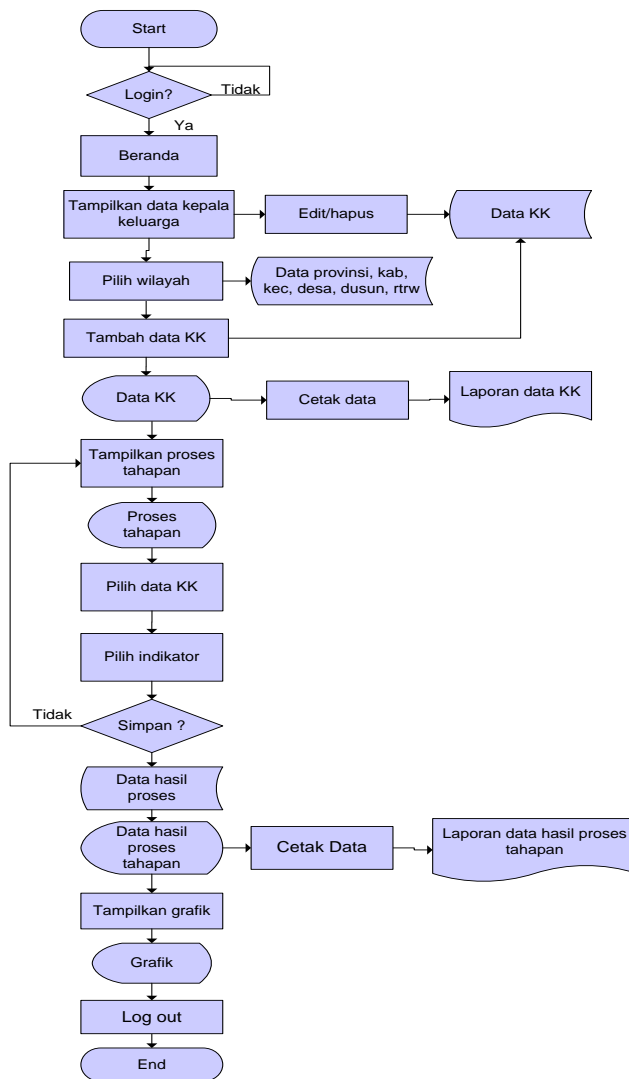 Start
Login?
Tidak
Ya
Beranda
Tampilkan data kepala
keluarga
Edit/hapus
Data KK
Pilih wilayah
Data provinsi, kab,
kec, desa, dusun, rtrw
Tambah data KK
Data KK
Cetak data
Laporan data KK
Tampilkan proses
tahapan
Proses
tahapan
Pilih data KK
Pilih indikator
Tidak
Simpan ?
Data hasil
proses
Data hasil
proses
tahapan
Cetak Data
Laporan data hasil proses
tahapan
Tampilkan grafik
Grafik
Log out
End